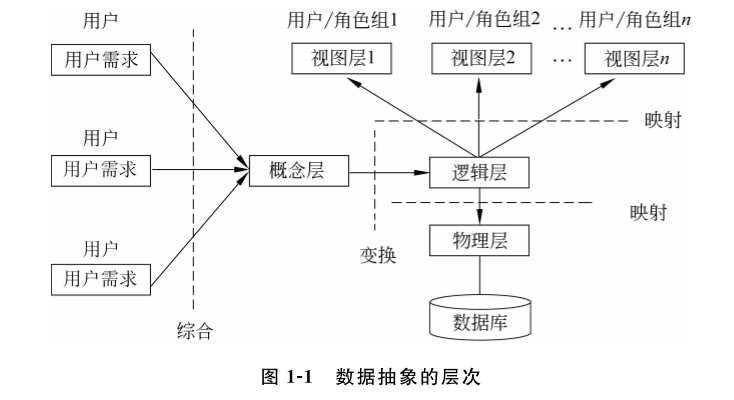 用户
用户需求
用户
用户需求
用户
用户需求
综合
概念层
变换
用户/角色组1
用户/角色组2
…
用户/角色组n
视图层1
视图层2
…
视图层n
映射
逻辑层
映射
物理层
数据库
图 1-1 数据抽象的层次